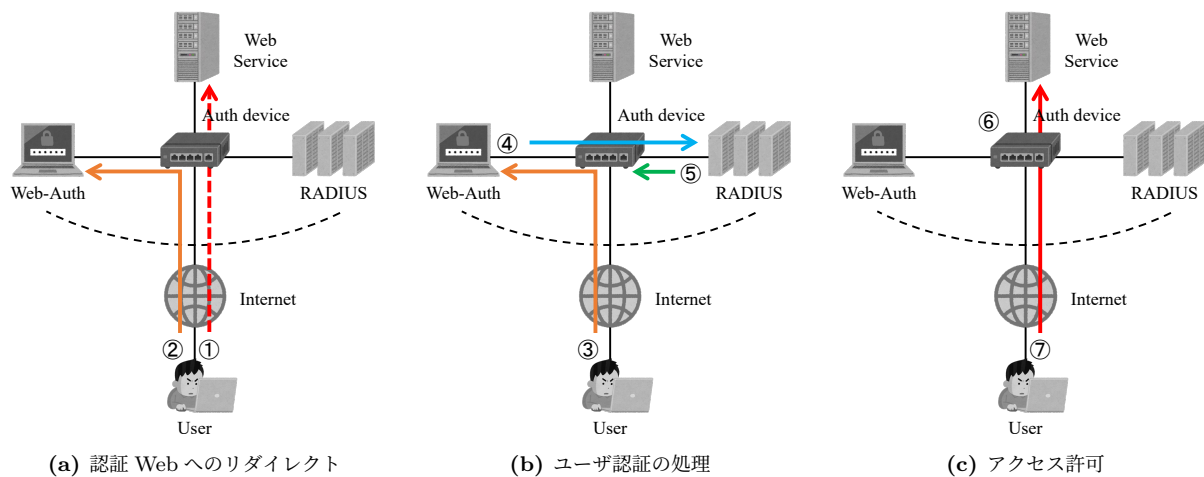 Web
Service
Auth device
Web-Auth
RADIUS
Internet
② ①
User
(a) 認証 Web へのリダイレクト
Web
Service
Auth device
④
⑤
Web-Auth
RADIUS
Internet
③
User
(b) ユーザ認証の処理
Web
Service
⑥
Auth device
Web-Auth
RADIUS
Internet
⑦
User
(c) アクセス許可